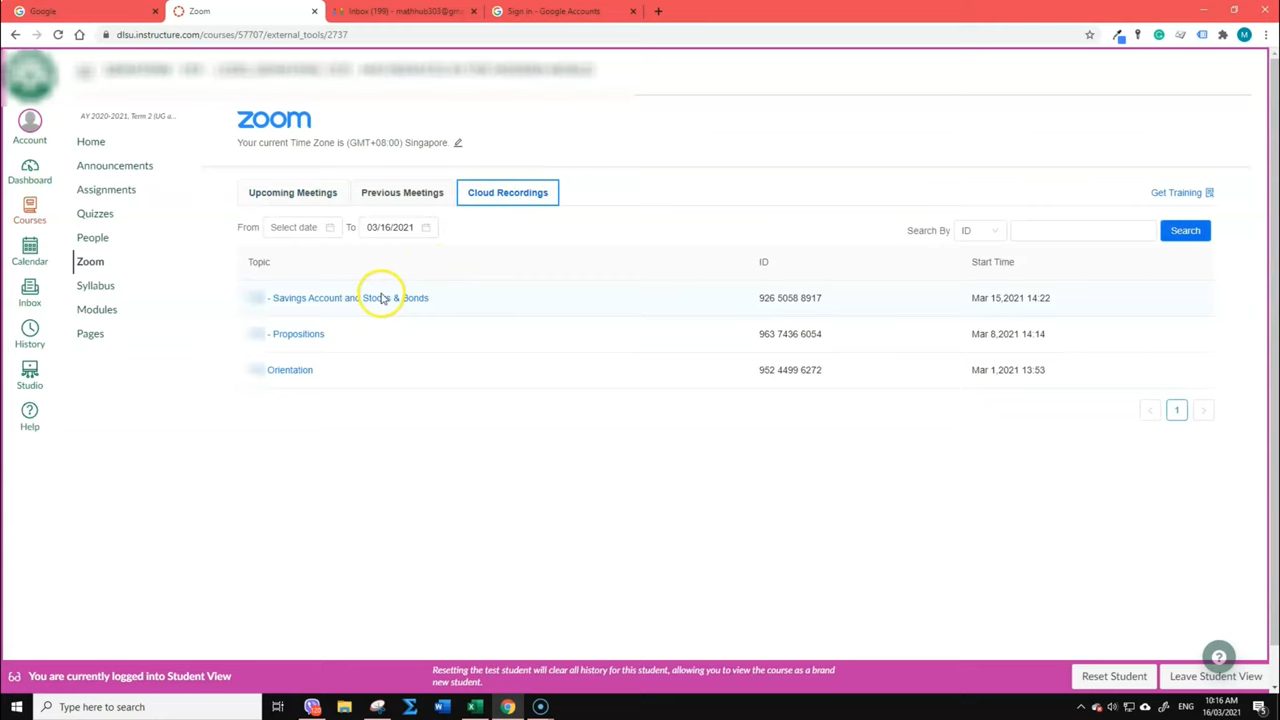 Google
Zoom
Inbox (199) - mathhub303@gm
Sign in - Google Accounts
dlsu.instructure.com/courses/57707/external_tools/2737
Account
Dashboard
Courses
Calendar
Inbox
History
Studio
Help
AY 2020-2021, Term 2 (UG a...
Home
Announcements
Assignments
Quizzes
People
Zoom
Syllabus
Modules
Pages
zoom
Your current Time Zone is (GMT+08:00) Singapore.
Upcoming Meetings
Previous Meetings
Cloud Recordings
Get Training
From Select date To 03/16/2021
Search By ID Search
Topic ID Start Time
- Savings Account and Stocks & Bonds 926 5058 8917 Mar 15,2021 14:22
- Propositions 963 7436 6054 Mar 8,2021 14:14
Orientation 952 4499 6272 Mar 1,2021 13:53
1
You are currently logged into Student View
Resetting the test student will clear all history for this student, allowing you to view the course as a brand
new student.
Reset Student
Leave Student View
Type here to search
ENG
10:16 AM
16/03/2021